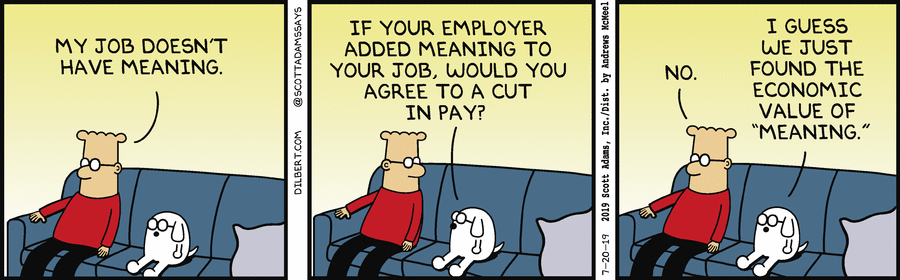 MY JOB DOESN'T
HAVE MEANING.
DILBERT.COM @SCOTTADAMSSAYS
IF YOUR EMPLOYER
ADDED MEANING TO
YOUR JOB, WOULD YOU
AGREE TO A CUT
IN PAY?
7-20-19 2019 Scott Adams, Inc./Dist. by Andrews McMeel
NO.
I GUESS
WE JUST
FOUND THE
ECONOMIC
VALUE OF
"MEANING."